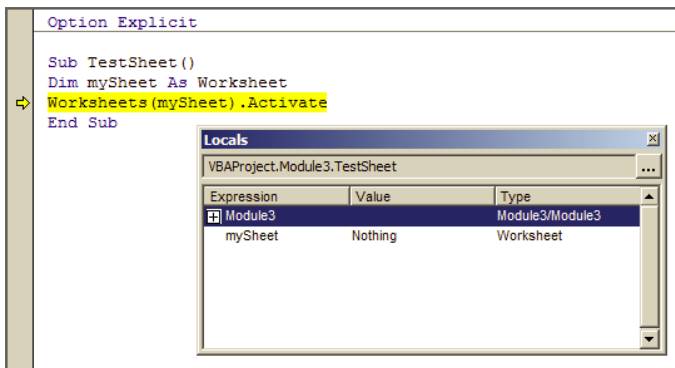 Option Explicit
Sub TestSheet()
Dim mySheet As Worksheet
Worksheets(mySheet).Activate
End Sub
Locals
VBAProject.Module3.TestSheet ...
Expression Value Type
Module3 Module3/Module3
mySheet Nothing Worksheet